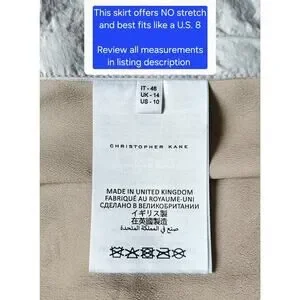 This skirt offers NO stretch
and best fits like a U.S. 8
Review all measurements
in listing description
IT - 46
UK - 14
US - 10
CHRISTOPHER KANE
MADE IN UNITED KINGDOM
FABRIQUÉ AU ROYAUME-UNI
СДЕЛАНО В ВЕЛИКОБРИТАНИИ
イギリス製
在英國製造
صنع في المملكة المتحدة